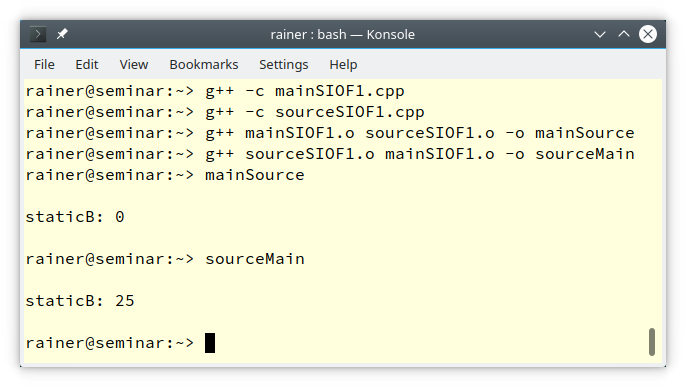 rainer : bash — Konsole
File Edit View Bookmarks Settings Help
rainer@seminar:~> g++ -c mainSIOF1.cpp
rainer@seminar:~> g++ -c sourceSIOF1.cpp
rainer@seminar:~> g++ mainSIOF1.o sourceSIOF1.o -o mainSource
rainer@seminar:~> g++ sourceSIOF1.o mainSIOF1.o -o sourceMain
rainer@seminar:~> mainSource
staticB: 0
rainer@seminar:~> sourceMain
staticB: 25
rainer@seminar:~>